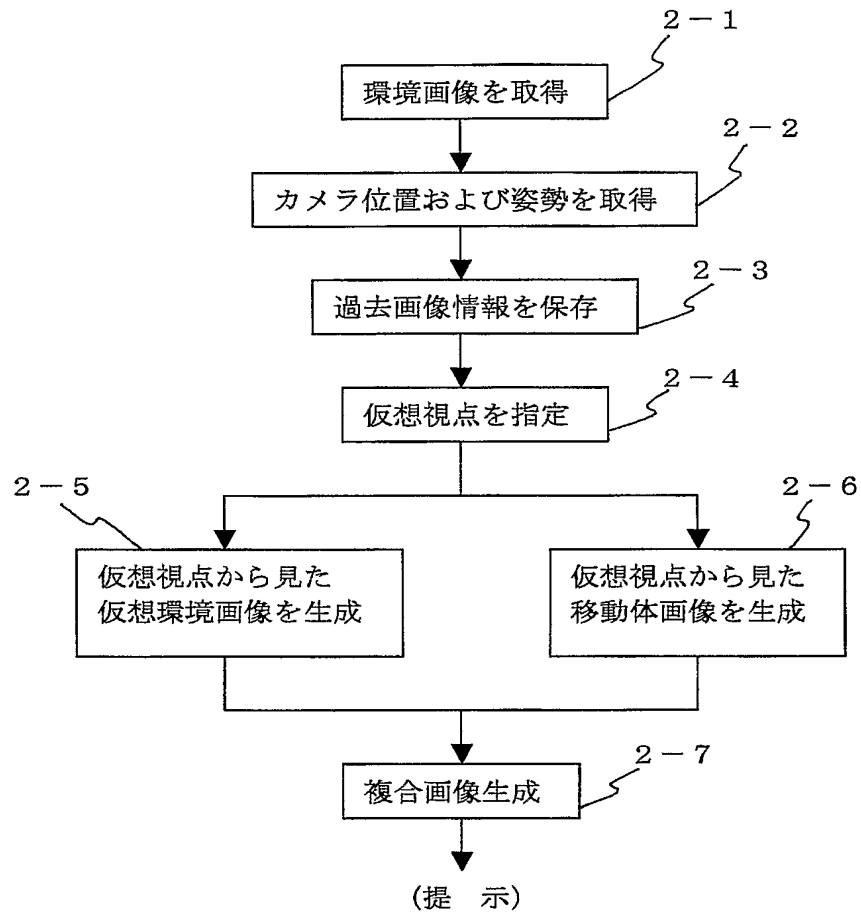 2－1
環境画像を取得
2－2
カメラ位置および姿勢を取得
2－3
過去画像情報を保存
2－4
仮想視点を指定
2－5
2－6
仮想視点から見た
仮想環境画像を生成
仮想視点から見た
移動体画像を生成
2－7
複合画像生成
(提　示)